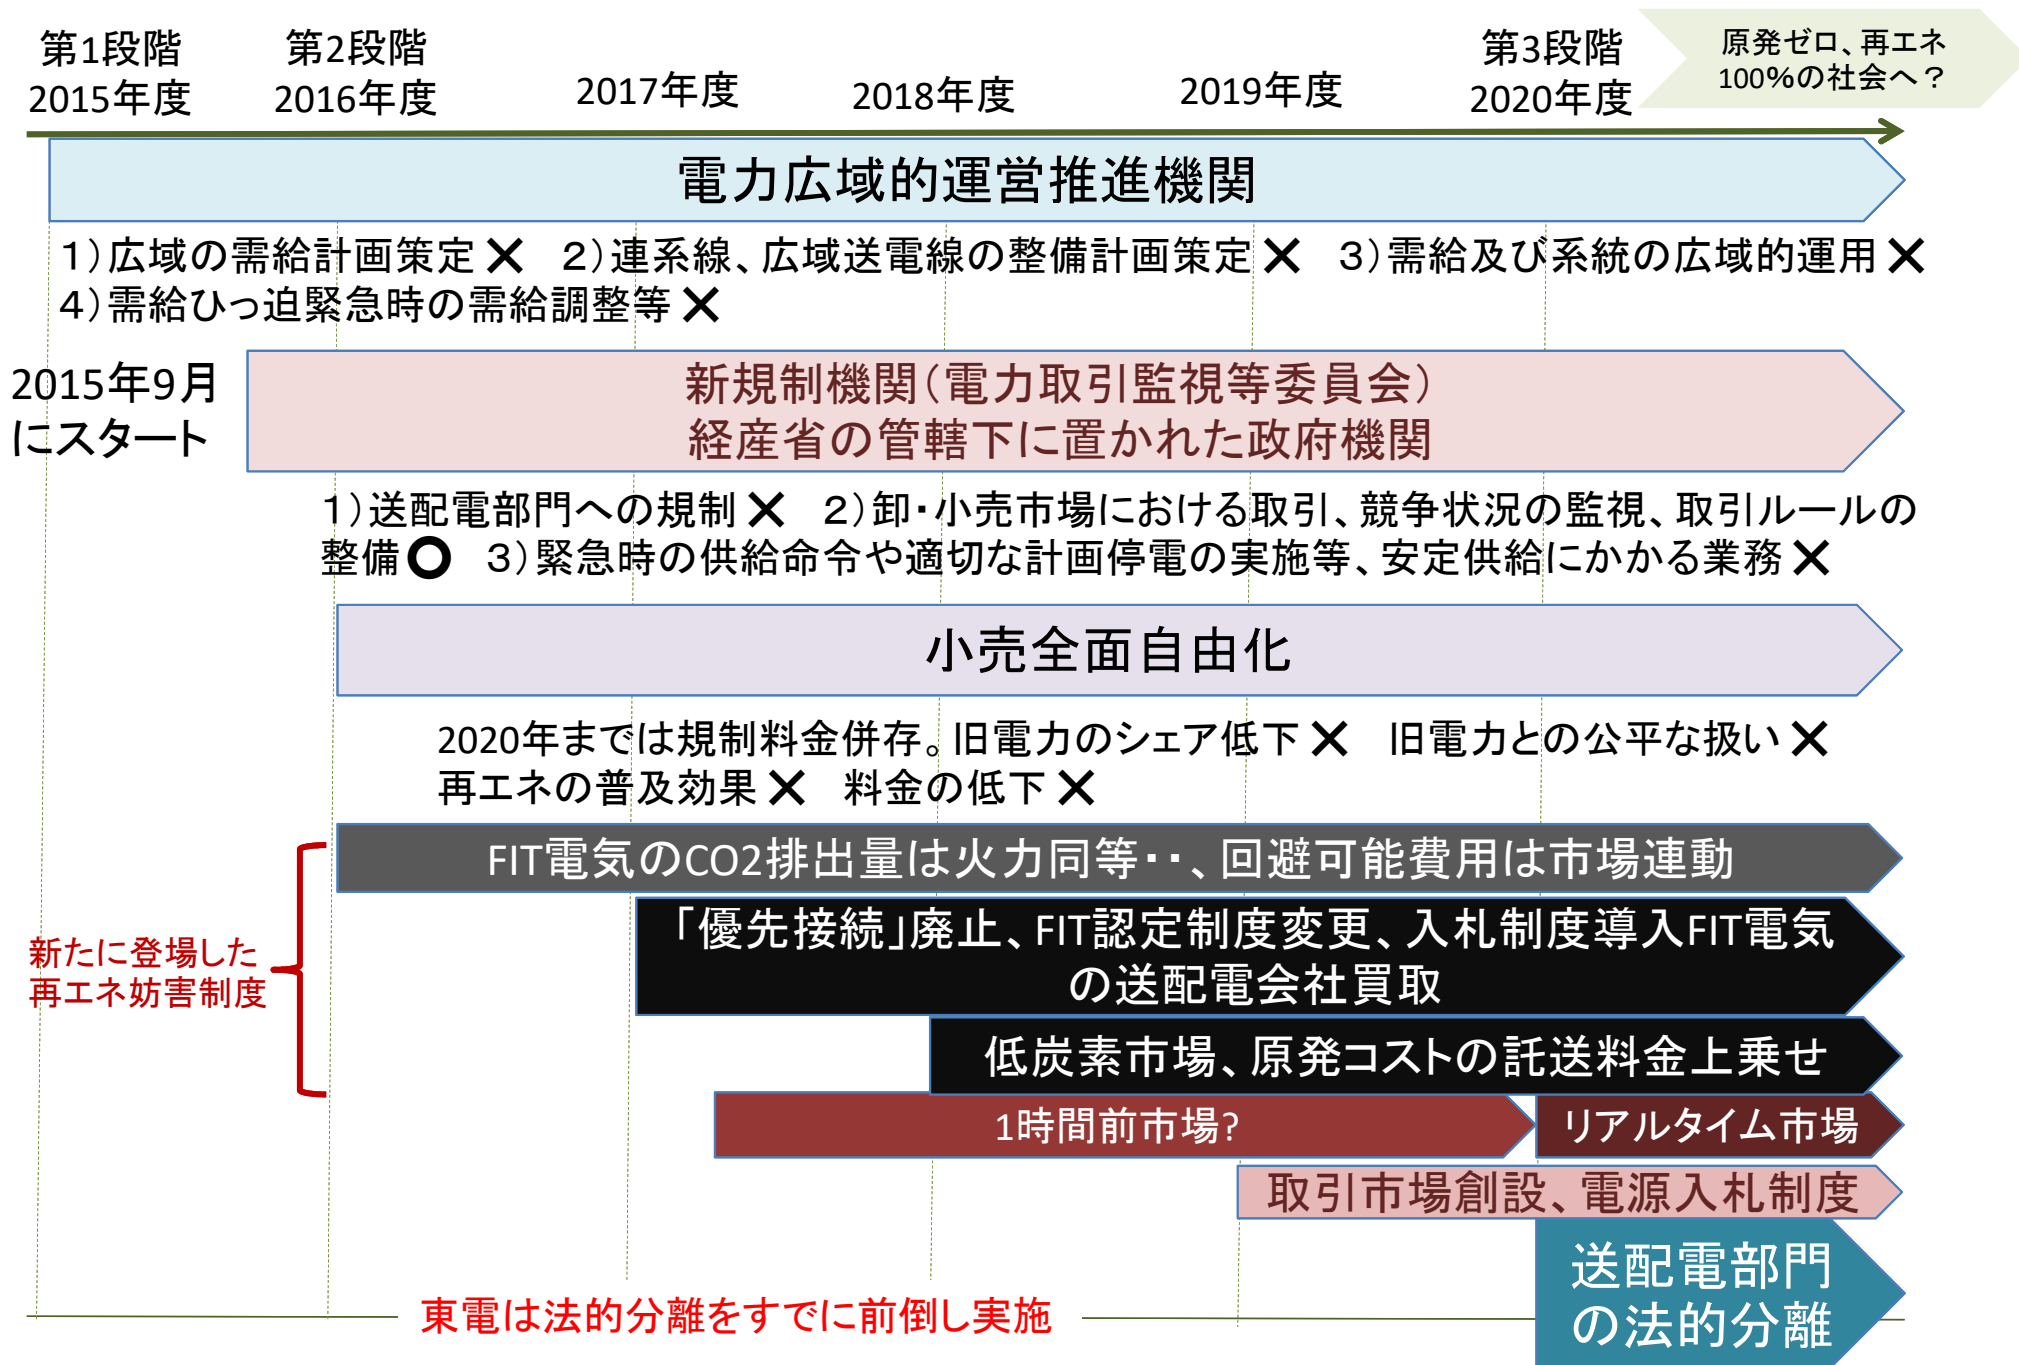 第1段階
2015年度
第2段階
2016年度
2017年度
2018年度
2019年度
第3段階
2020年度
原発ゼロ、再エネ
100%の社会へ？
電力広域的運営推進機関
１）広域の需給計画策定✕　２）連系線、広域送電線の整備計画策定✕　３）需給及び系統の広域的運用✕
４）需給ひっ迫緊急時の需給調整等✕
2015年9月
にスタート
新規制機関（電力取引監視等委員会）
経産省の管轄下に置かれた政府機関
１）送配電部門への規制✕　２）卸・小売市場における取引、競争状況の監視、取引ルールの
整備〇　３）緊急時の供給命令や適切な計画停電の実施等、安定供給にかかる業務✕
小売全面自由化
2020年までは規制料金併存。旧電力のシェア低下✕　旧電力との公平な扱い✕
再エネの普及効果✕　料金の低下✕
FIT電気のCO2排出量は火力同等・・、回避可能費用は市場連動
新たに登場した
再エネ妨害制度
「優先接続」廃止、FIT認定制度変更、入札制度導入FIT電気
の送配電会社買取
低炭素市場、原発コストの託送料金上乗せ
1時間前市場?
リアルタイム市場
取引市場創設、電源入札制度
送配電部門
の法的分離
東電は法的分離をすでに前倒し実施